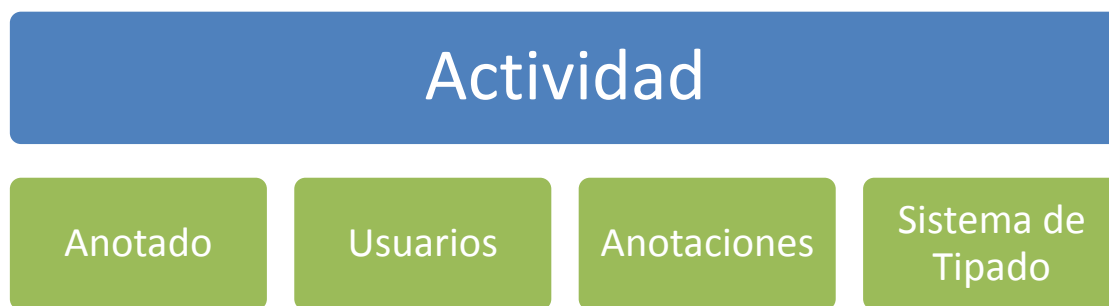 Actividad
Anotado
Usuarios
Anotaciones
Sistema de
Tipado